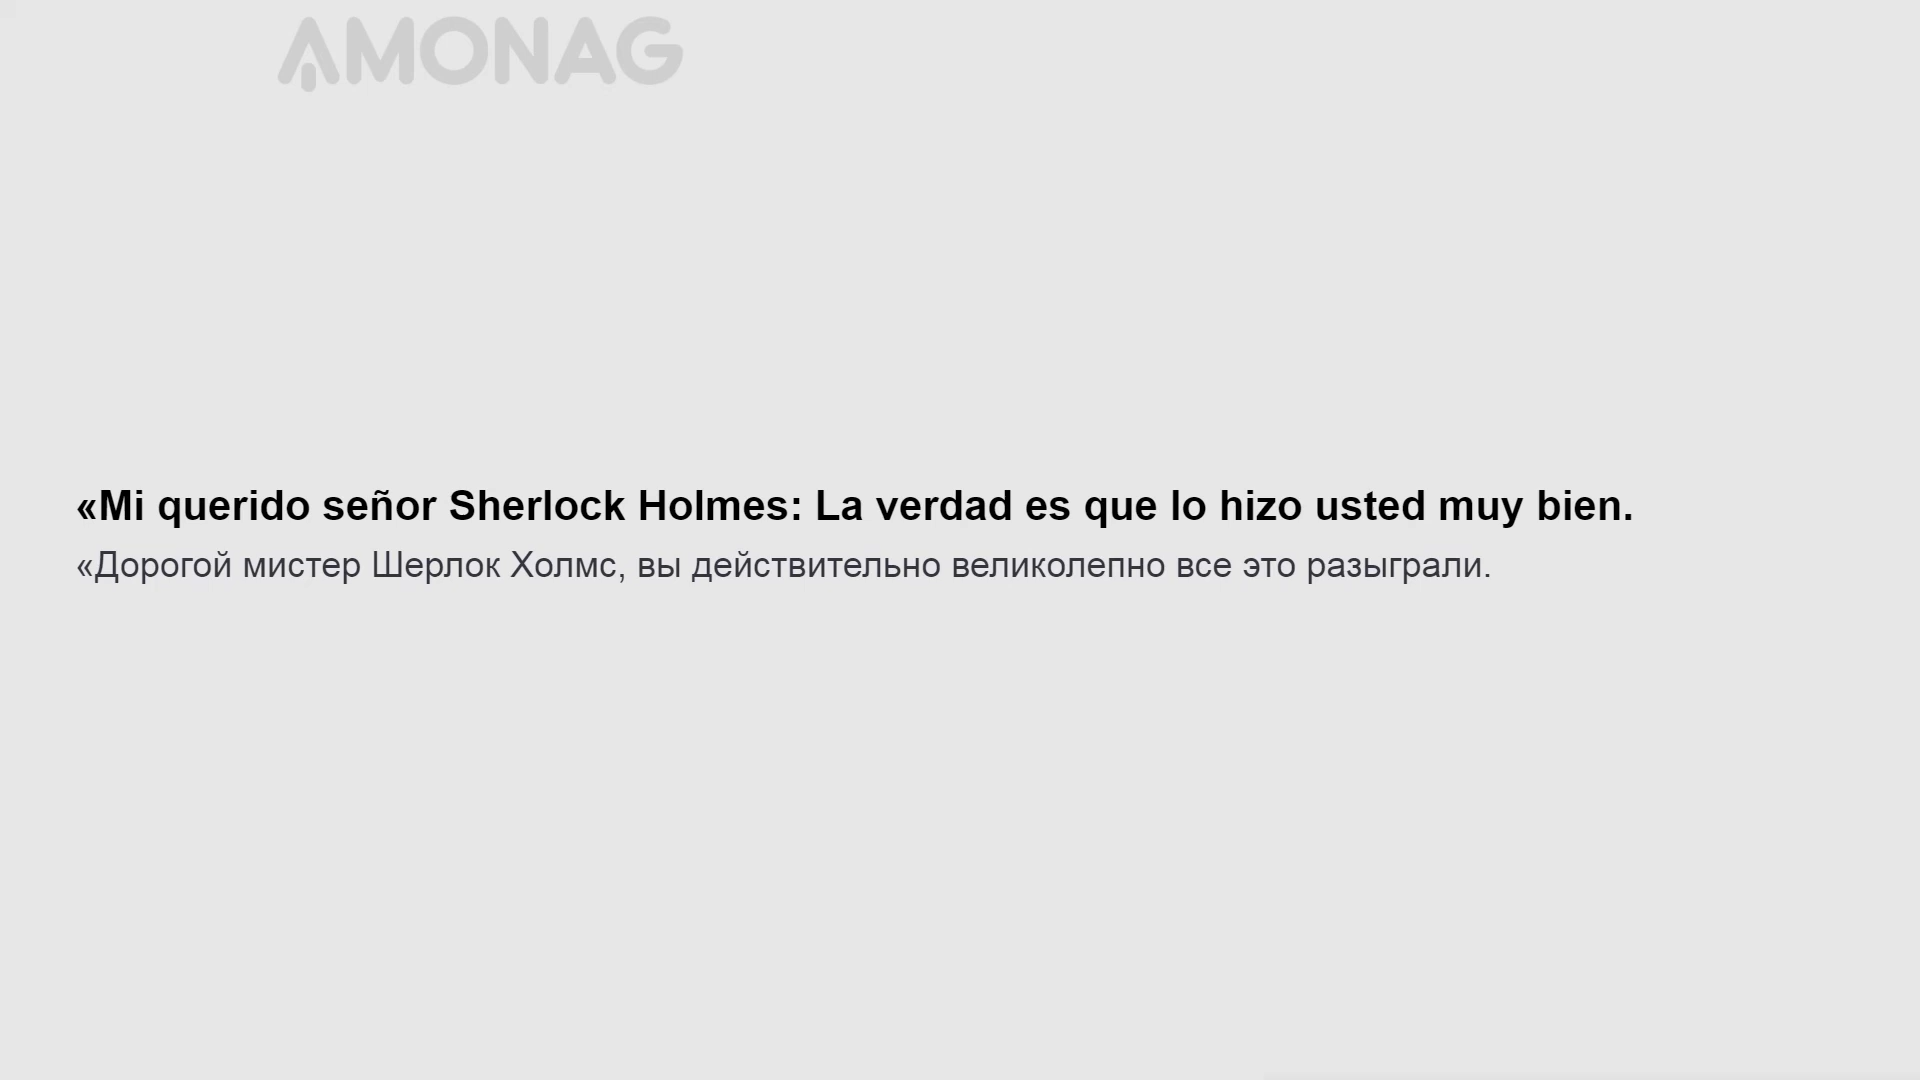 AMONAG
«Mi querido señor Sherlock Holmes: La verdad es que lo hizo usted muy bien.
«Дорогой мистер Шерлок Холмс, вы действительно великолепно все это разыграли.